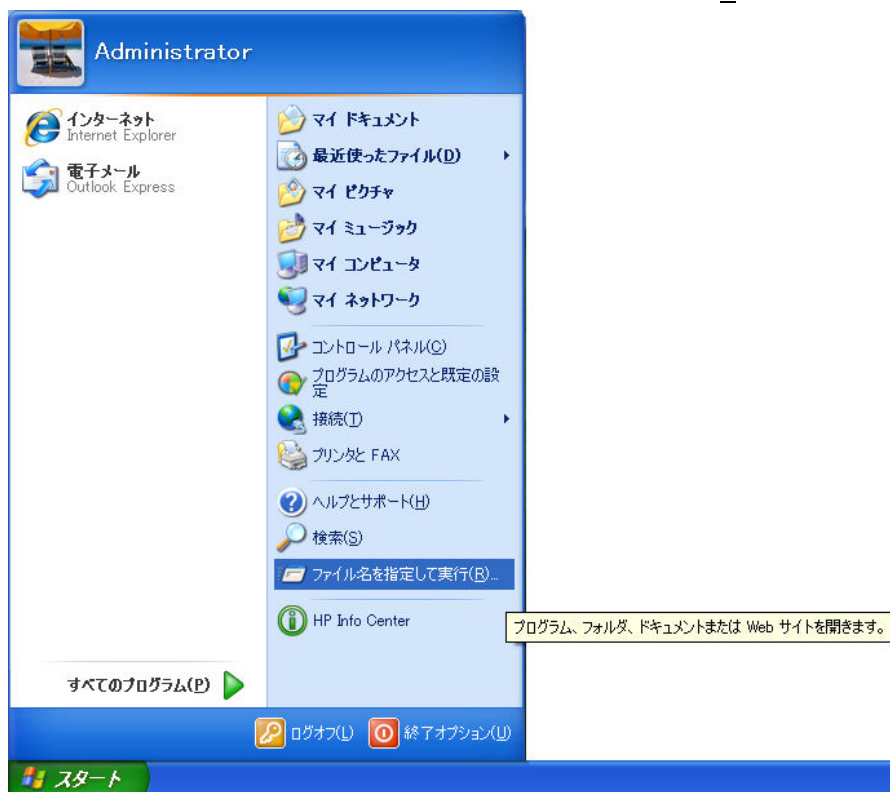 Administrator
インターネット
Internet Explorer
電子メール
Outlook Express
すべてのプログラム(P)
マイ ドキュメント
最近使ったファイル(D)
マイ ピクチャ
マイ ミュージック
マイ コンピュータ
マイ ネットワーク
コントロール パネル(C)
プログラムのアクセスと既定の設
定
接続(T)
プリンタと FAX
ヘルプとサポート(H)
検索(S)
ファイル名を指定して実行(R)...
HP Info Center
プログラム、フォルダ、ドキュメントまたは Web サイトを開きます。
ログオフ(L)
終了オプション(U)
スタート